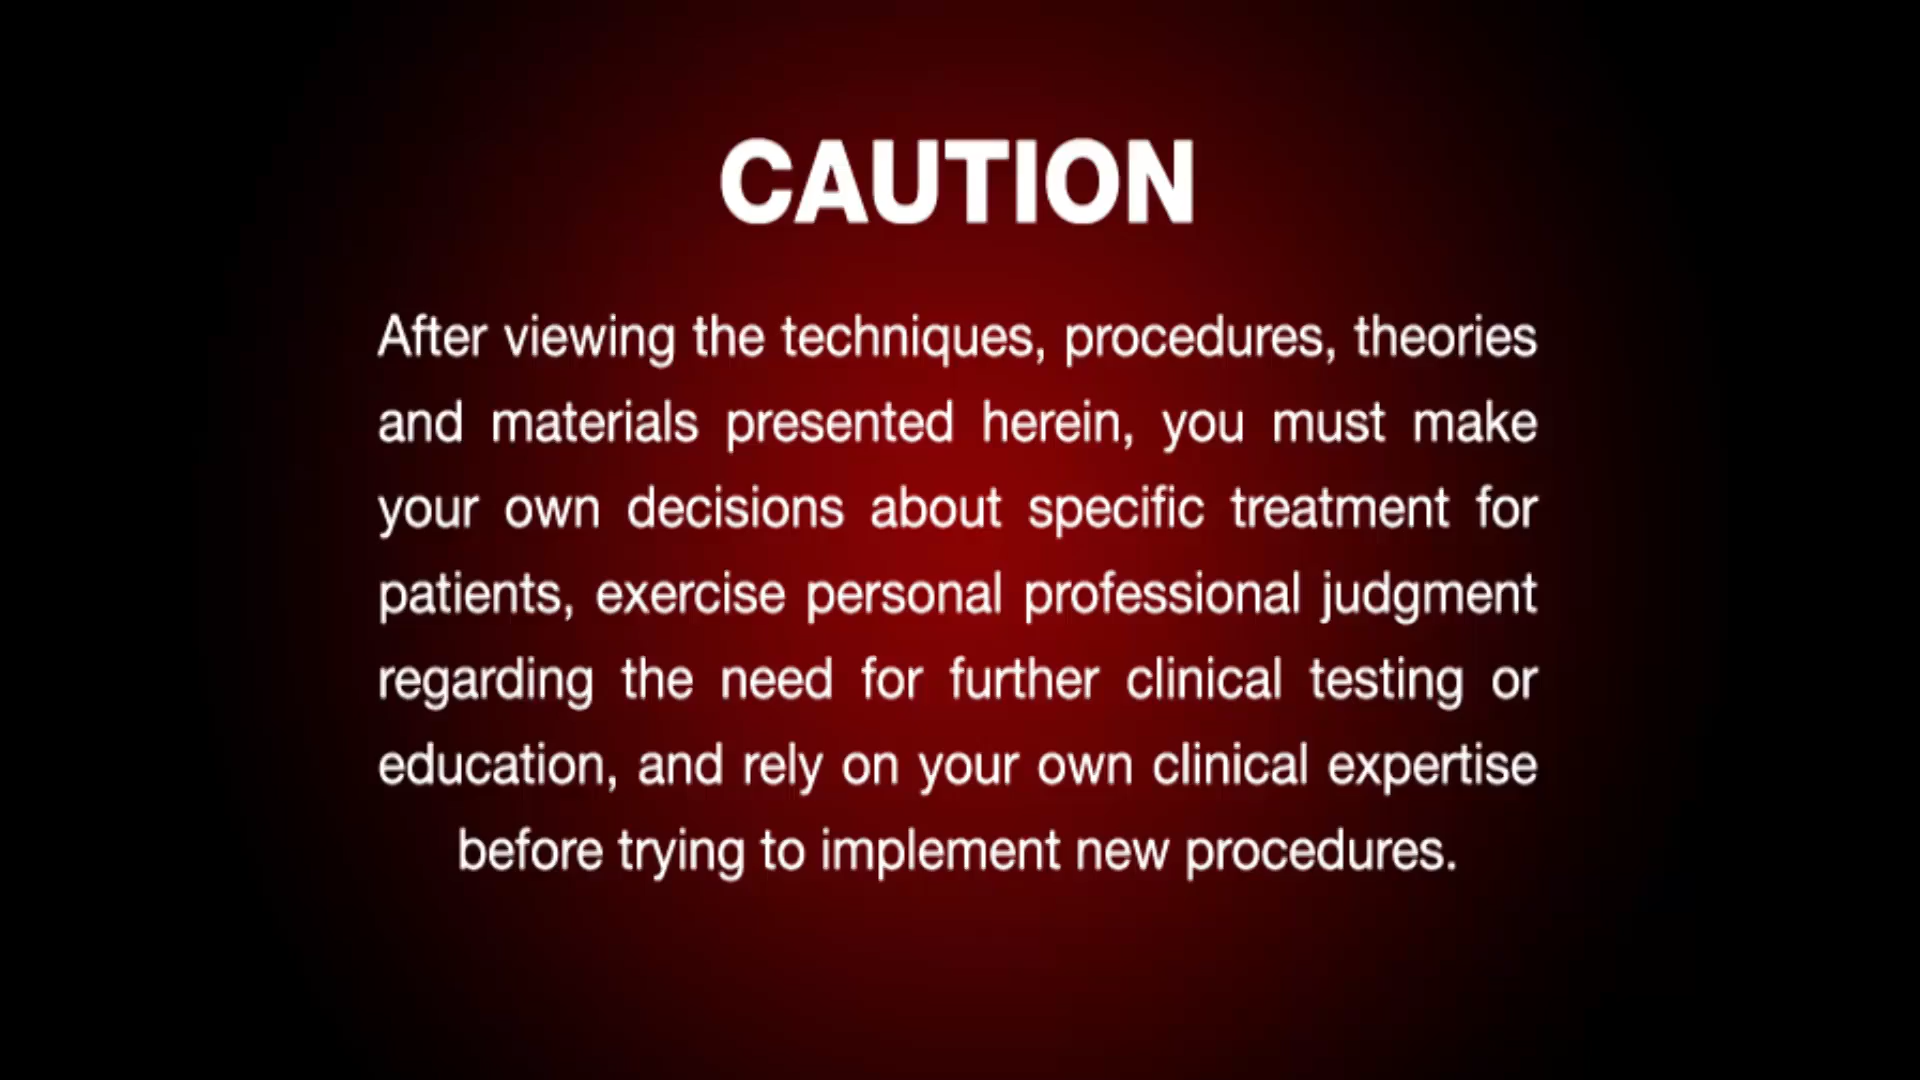 CAUTION
After viewing the techniques, procedures, theories
and materials presented herein, you must make
your own decisions about specific treatment for
patients, exercise personal professional judgment
regarding the need for further clinical testing or
education, and rely on your own clinical expertise
before trying to implement new procedures.